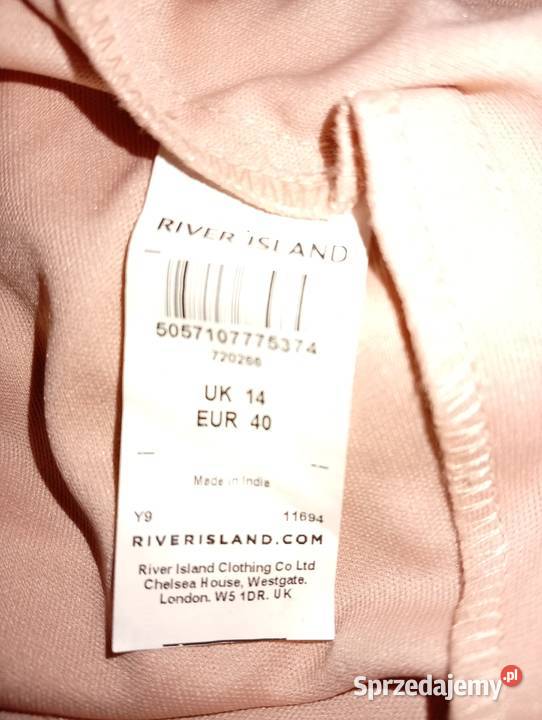 RIVER ISLAND
5057107775374
720266
UK 14
EUR 40
Made in India
Y9 11694
RIVERISLAND.COM
River Island Clothing Co Ltd
Chelsea House, Westgate.
London. W5 1DR. UK
Sprzedajemy.pl